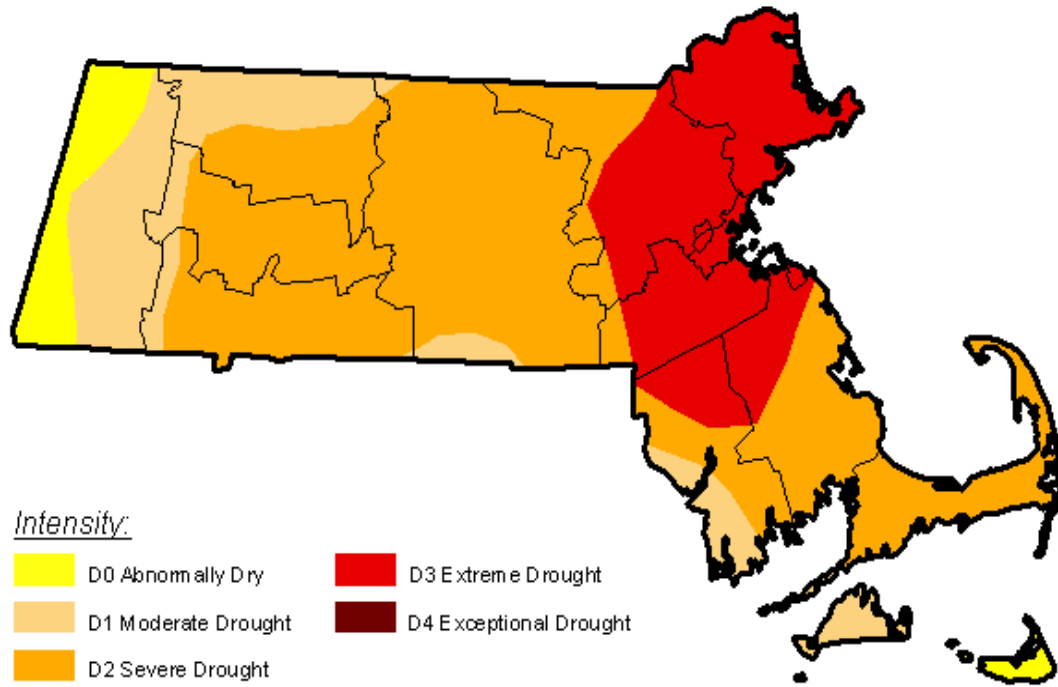 Intensity:
D0 Abnormally Dry
D1 Moderate Drought
D2 Severe Drought
D3 Extreme Drought
D4 Exceptional Drought